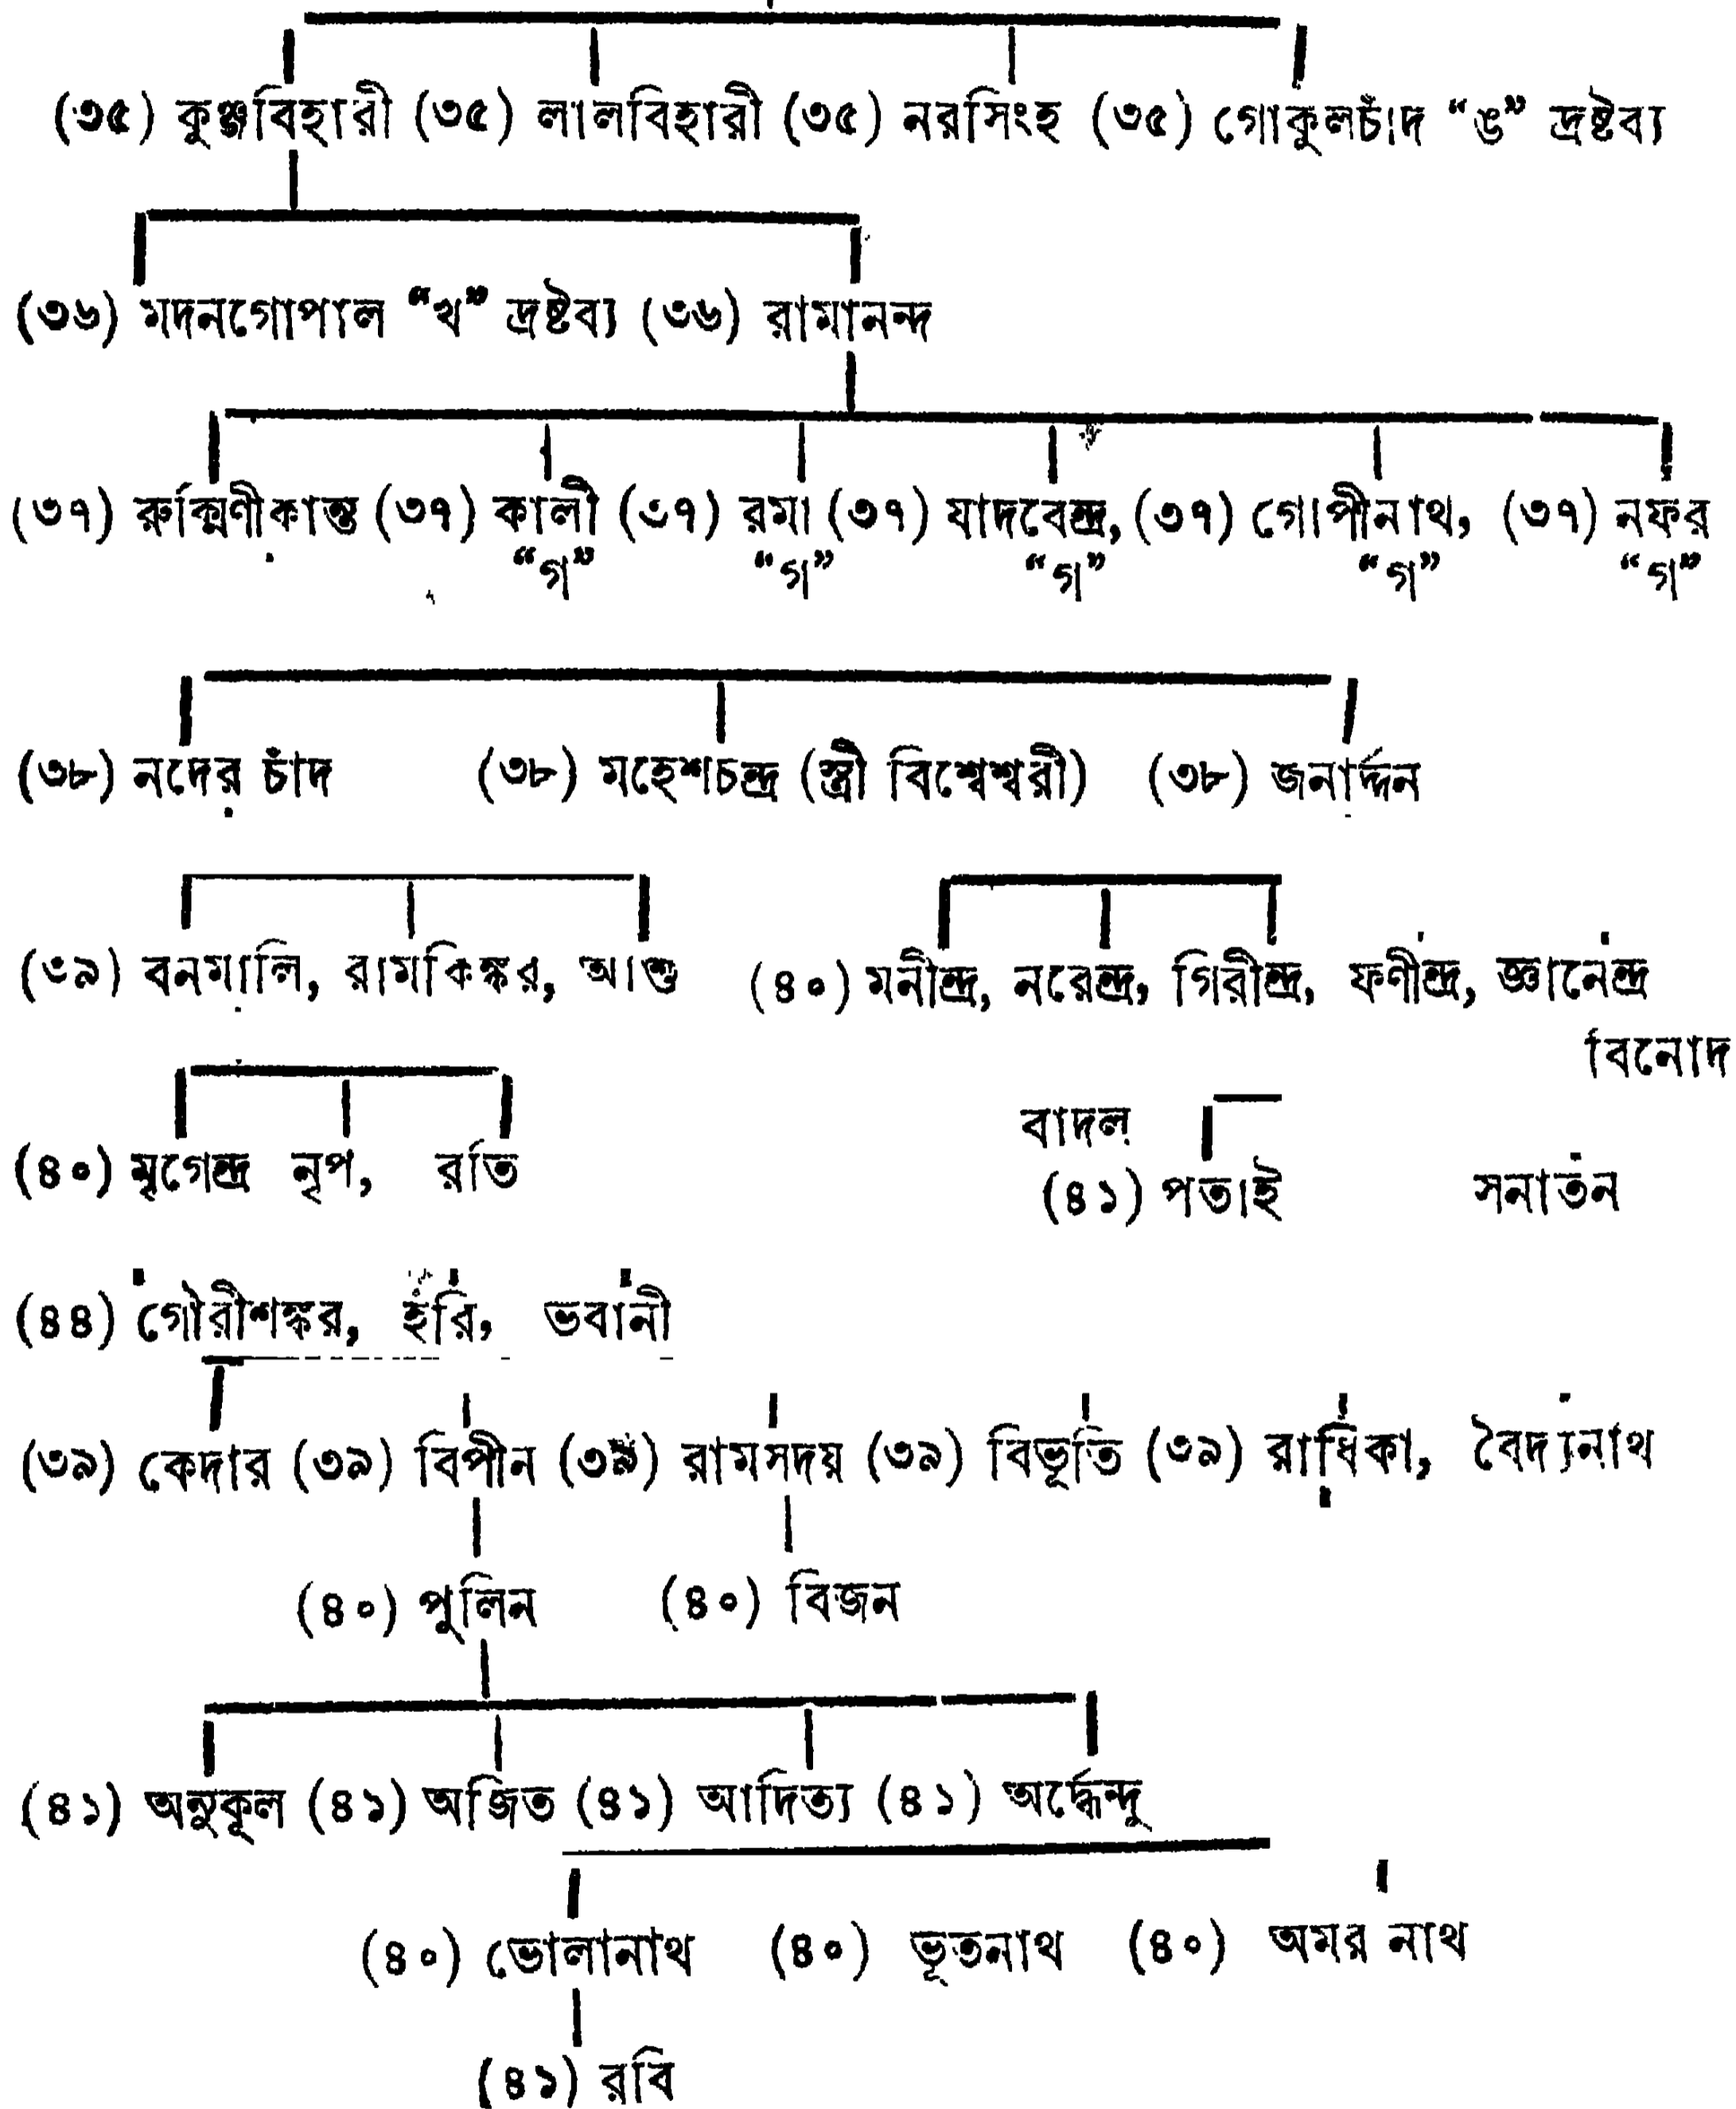 (৩৫) কুঞ্জবিহারী (৩৫) লালবিহারী (৩৫) নরসিংহ (৩৫) গোকুলচাঁদ “ঙ” দ্রষ্টব্য
(৩৬) মদনগোপাল “খ” দ্রষ্টব্য (৩৬) রামানন্দ
(৩৭) রুক্মিণীকান্ত (৩৭) কালী (৩৭) রমা (৩৭) যাদবেন্দ্র, (৩৭) গোপীনাথ, (৩৭) নফর
“গ” “গ” “গ” “গ” “গ”
(৩৮) নদের চাঁদ (৩৮) মহেশচন্দ্র (স্ত্রী বিশ্বেশ্বরী) (৩৮) জনার্দ্দন
(৩৯) বনমালি, রামকিঙ্কর, আশু (৪০) মনীন্দ্র, নরেন্দ্র, গিরীন্দ্র, ফণীন্দ্র, জ্ঞানেন্দ্র
বিনোদ
বাদল
(৪০) মৃগেন্দ্র নৃপ, রতি (৪১) পতাই সনাতন
(৪৪) গৌরীশঙ্কর, হরি, ভবানী
(৩৯) কেদার (৩৯) বিপীন (৩৯) রামসদয় (৩৯) বিভূতি (৩৯) রাধিকা, বৈদ্যনাথ
(৪০) পুলিন (৪০) বিজন
(৪১) অনুকূল (৪১) অজিত (৪১) আদিত্য (৪১) অর্দ্ধেন্দু
(৪০) ভোলানাথ (৪০) ভূতনাথ (৪০) অমর নাথ
(৪১) রবি